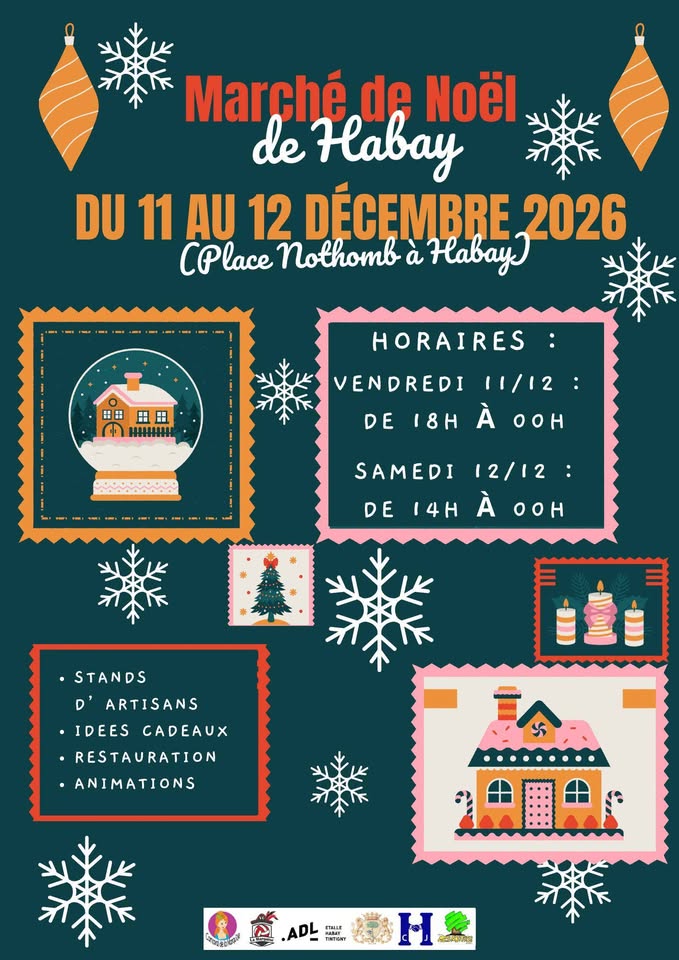 Marché de Noël
de Habay
DU 11 AU 12 DÉCEMBRE 2026
(Place Nothomb à Habay)
HORAIRES :
VENDREDI 11/12 :
DE 18H À 00H
SAMEDI 12/12 :
DE 14H À 00H
• STANDS
D' ARTISANS
• IDEES CADEAUX
• RESTAURATION
• ANIMATIONS
.ADL
ETALLE
HABAY
TINTIGNY
CJ